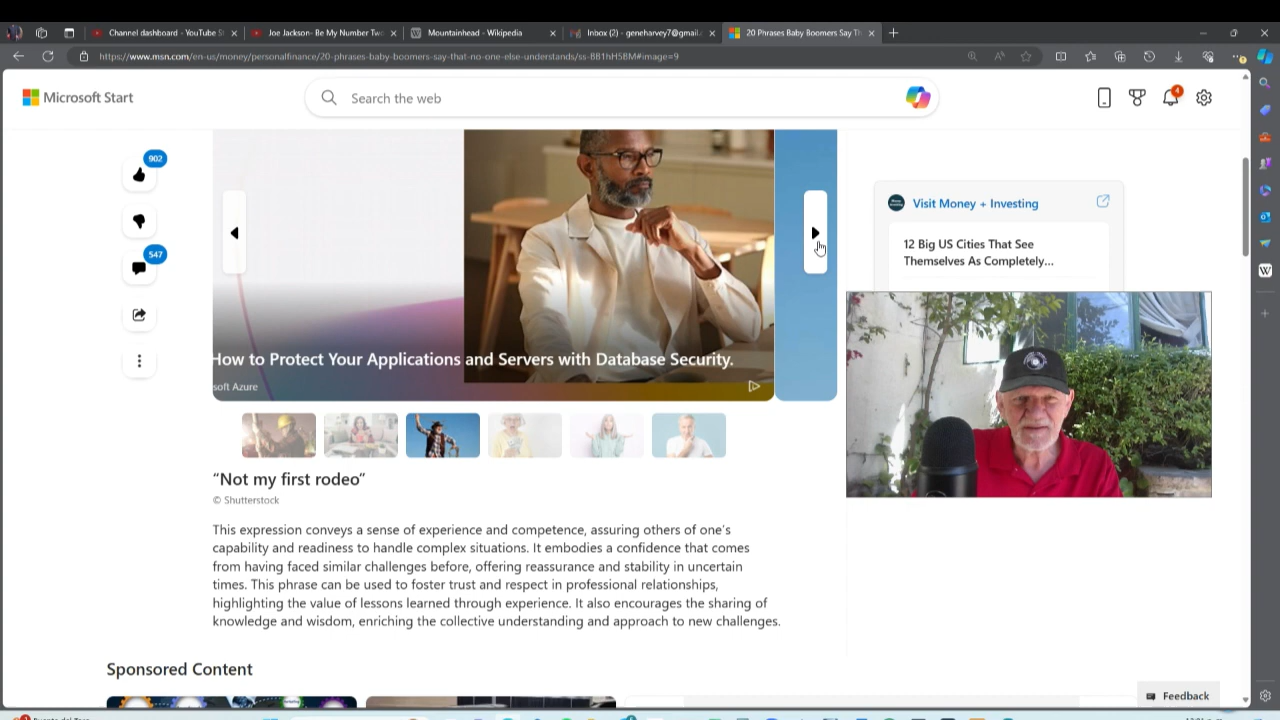 Channel dashboard - YouTube S
Joe Jackson- Be My Number Tw
Mountainhead - Wikipedia
Inbox (2) - geneharvey7@gmail.
20 Phrases Baby Boomers Say Th
https://www.msn.com/en-us/money/personalfinance/20-phrases-baby-boomers-say-that-no-one-else-understands/ss-BB1hH5BM#image=9
Microsoft Start
Search the web
4
902
547
Visit Money + Investing
12 Big US Cities That See
Themselves As Completely...
How to Protect Your Applications and Servers with Database Security.
soft Azure
“Not my first rodeo”
© Shutterstock
This expression conveys a sense of experience and competence, assuring others of one's
capability and readiness to handle complex situations. It embodies a confidence that comes
from having faced similar challenges before, offering reassurance and stability in uncertain
times. This phrase can be used to foster trust and respect in professional relationships,
highlighting the value of lessons learned through experience. It also encourages the sharing of
knowledge and wisdom, enriching the collective understanding and approach to new challenges.
Sponsored Content
Feedback